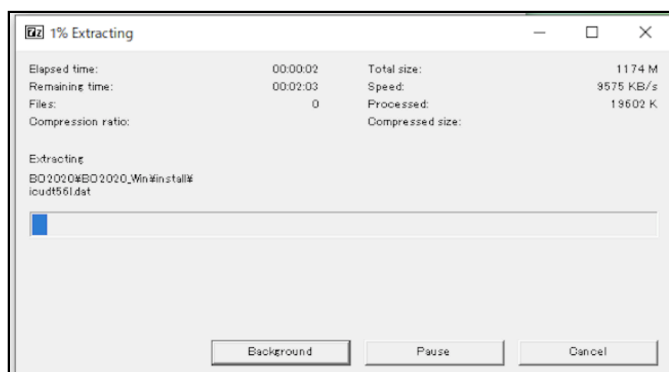 7z 1% Extracting
Elapsed time: 00:00:02 Total size: 1174 M
Remaining time: 00:02:03 Speed: 9575 KB/s
Files: 0 Processed: 19602 K
Compression ratio: Compressed size:
Extracting
BO2020¥BO2020_Win¥install¥
icudt56l.dat
Background Pause Cancel